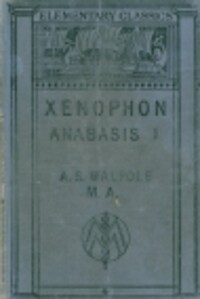 ELEMENTARY CLASSICS
XENOPHON
ANABASIS I
A. S. WALPOLE
M. A.